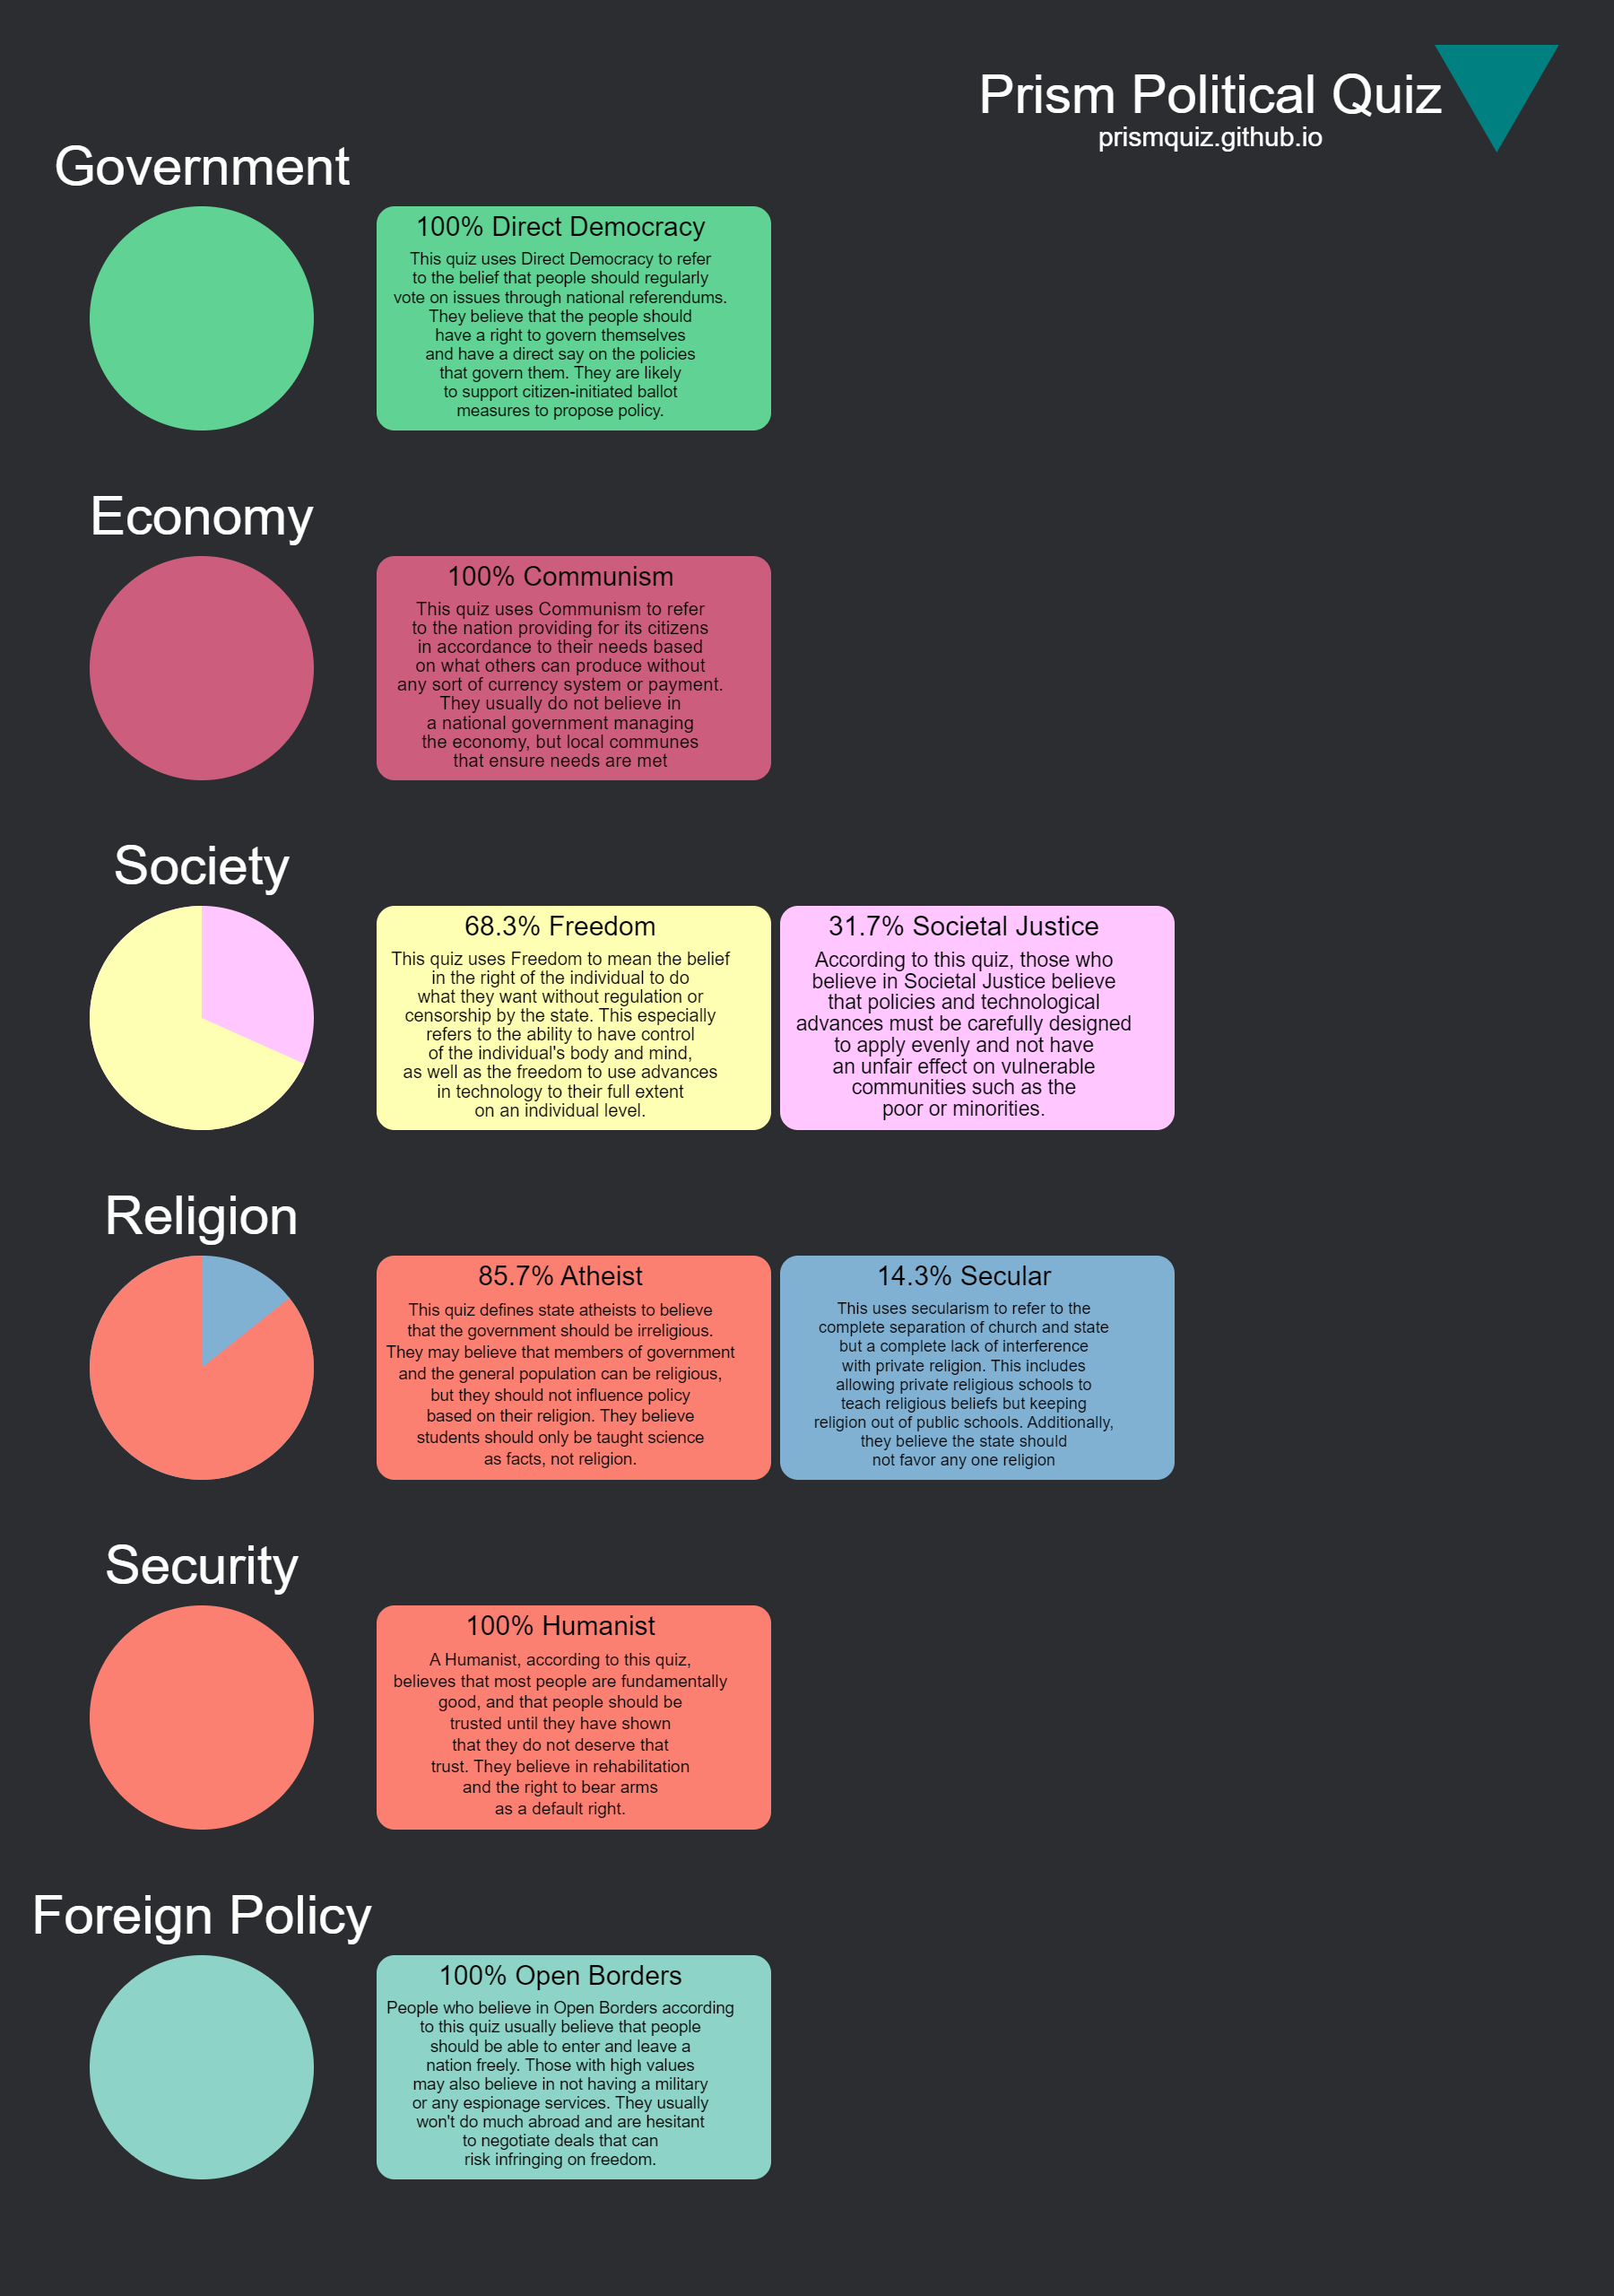 Prism Political Quiz
prismquiz.github.io
Government
100% Direct Democracy
This quiz uses Direct Democracy to refer
to the belief that people should regularly
vote on issues through national referendums.
They believe that the people should
have a right to govern themselves
and have a direct say on the policies
that govern them. They are likely
to support citizen-initiated ballot
measures to propose policy.
Economy
100% Communism
This quiz uses Communism to refer
to the nation providing for its citizens
in accordance to their needs based
on what others can produce without
any sort of currency system or payment.
They usually do not believe in
a national government managing
the economy, but local communes
that ensure needs are met
Society
68.3% Freedom
This quiz uses Freedom to mean the belief
in the right of the individual to do
what they want without regulation or
censorship by the state. This especially
refers to the ability to have control
of the individual's body and mind,
as well as the freedom to use advances
in technology to their full extent
on an individual level.
31.7% Societal Justice
According to this quiz, those who
believe in Societal Justice believe
that policies and technological
advances must be carefully designed
to apply evenly and not have
an unfair effect on vulnerable
communities such as the
poor or minorities.
Religion
85.7% Atheist
This quiz defines state atheists to believe
that the government should be irreligious.
They may believe that members of government
and the general population can be religious,
but they should not influence policy
based on their religion. They believe
students should only be taught science
as facts, not religion.
14.3% Secular
This uses secularism to refer to the
complete separation of church and state
but a complete lack of interference
with private religion. This includes
allowing private religious schools to
teach religious beliefs but keeping
religion out of public schools. Additionally,
they believe the state should
not favor any one religion
Security
100% Humanist
A Humanist, according to this quiz,
believes that most people are fundamentally
good, and that people should be
trusted until they have shown
that they do not deserve that
trust. They believe in rehabilitation
and the right to bear arms
as a default right.
Foreign Policy
100% Open Borders
People who believe in Open Borders according
to this quiz usually believe that people
should be able to enter and leave a
nation freely. Those with high values
may also believe in not having a military
or any espionage services. They usually
won't do much abroad and are hesitant
to negotiate deals that can
risk infringing on freedom.